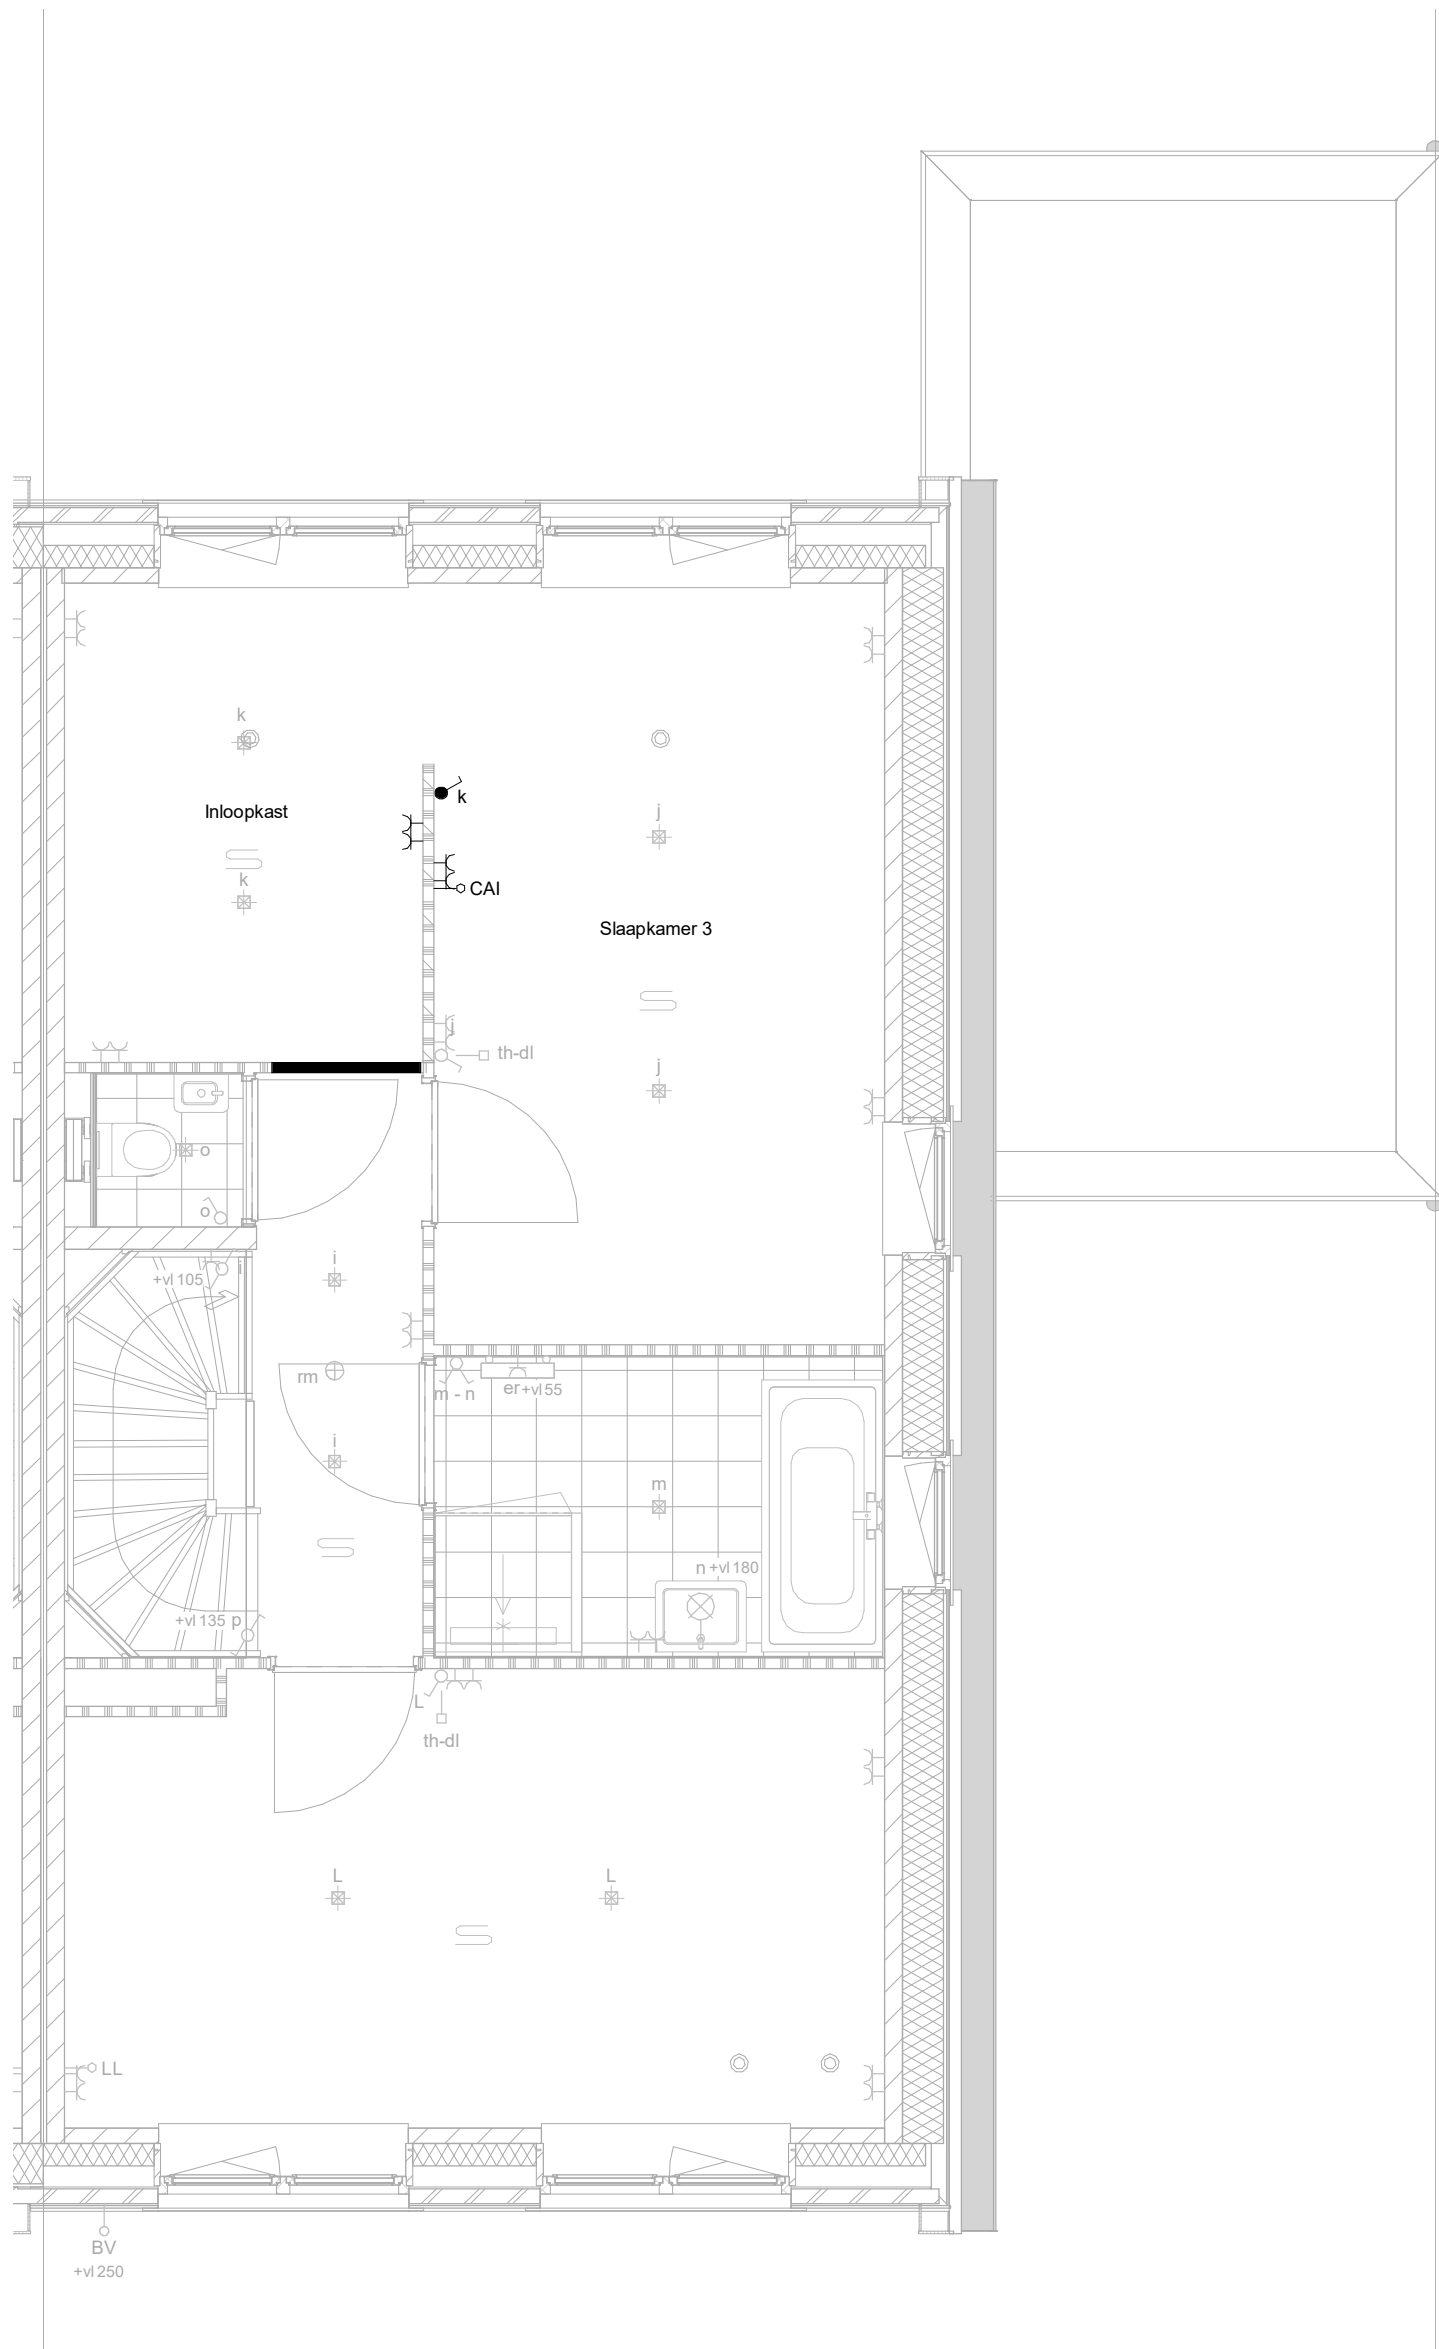 k
k
Inloopkast
j
k
CAI
Slaapkamer 3
j
th-dl
j
o
o
i
+vl 105
i
rm
m - n
er +vl 55
i
m
n +vl 180
+vl 135 p
L
th-dl
L
L
LL
BV
+vl 250